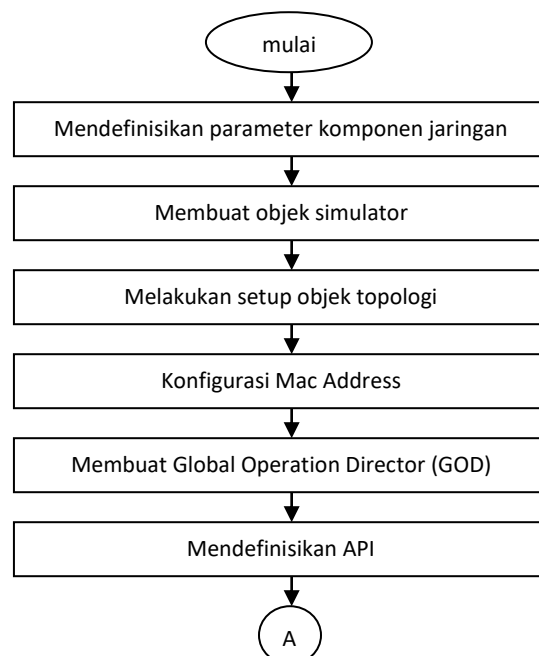 mulai
Mendefinisikan parameter komponen jaringan
Membuat objek simulator
Melakukan setup objek topologi
Konfigurasi Mac Address
Membuat Global Operation Director (GOD)
Mendefinisikan API
A